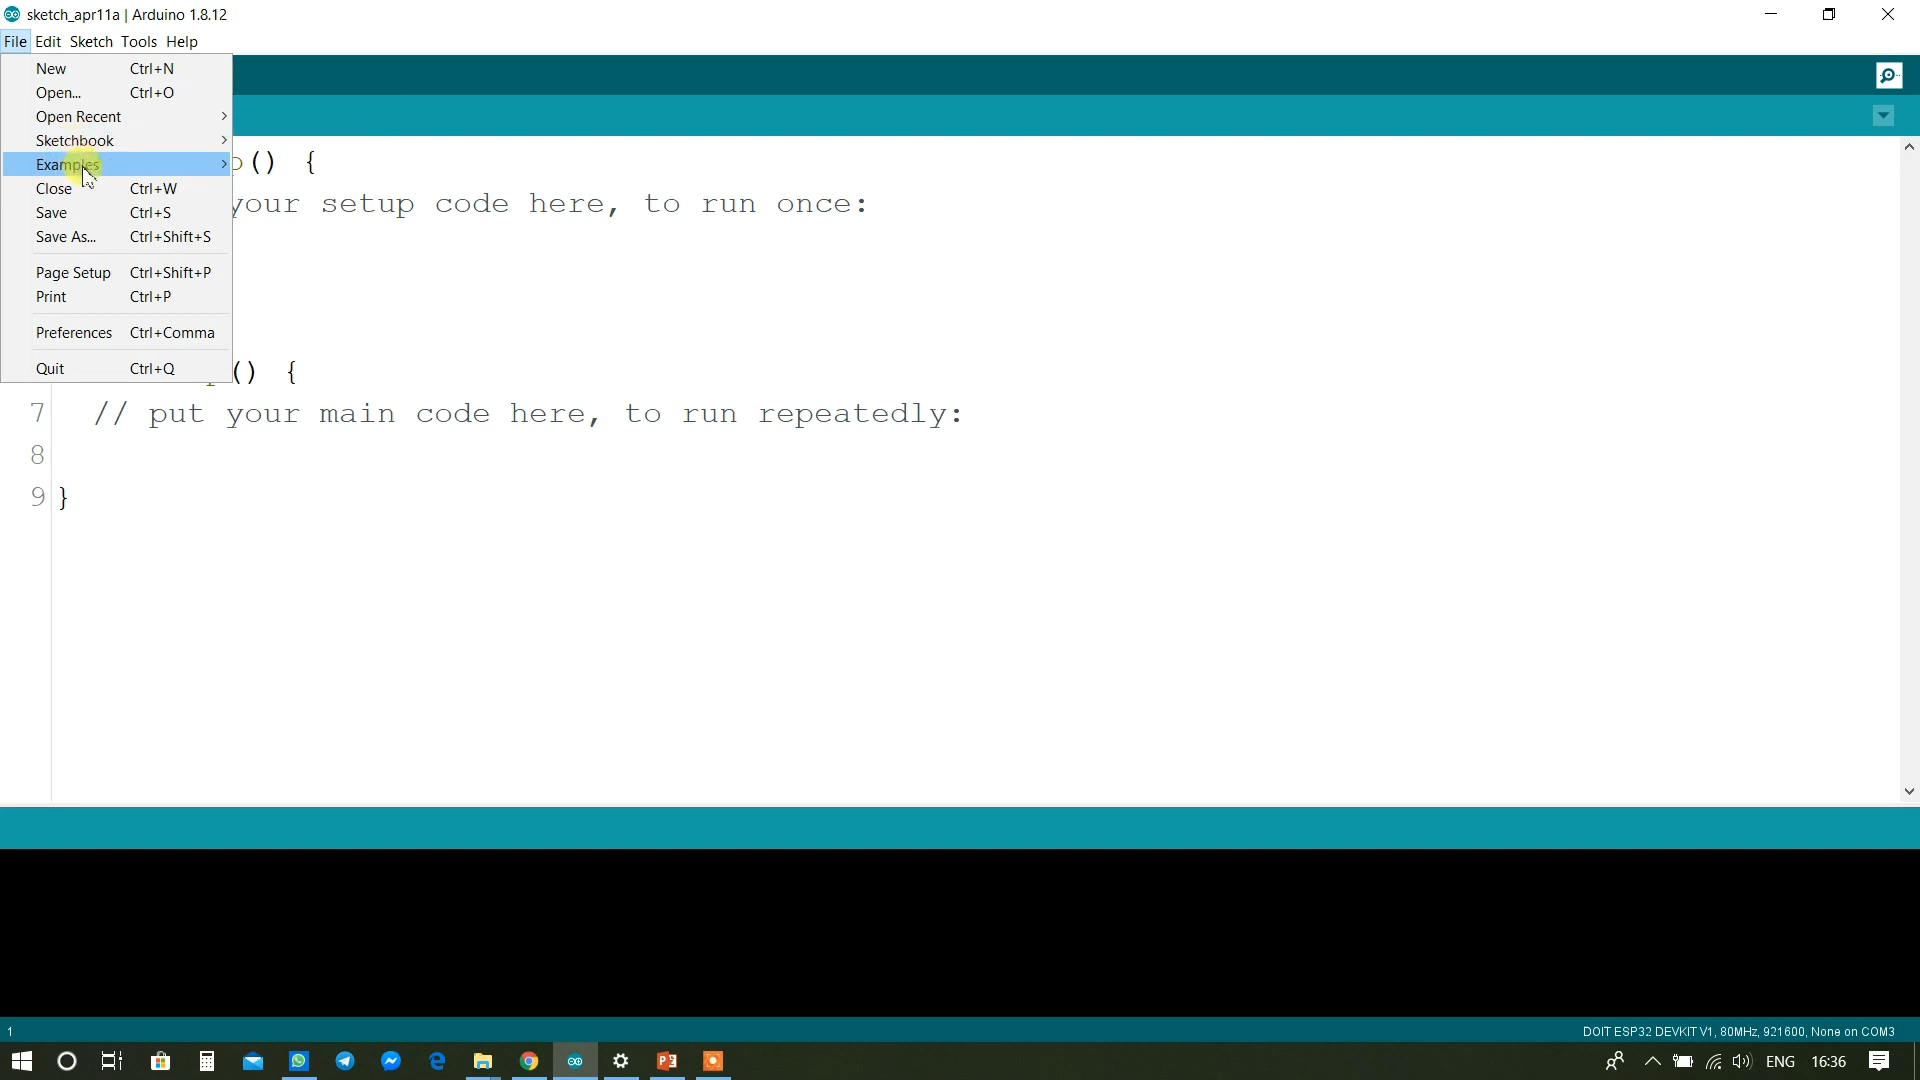 sketch_apr11a | Arduino 1.8.12
File Edit Sketch Tools Help
New Ctrl+N
Open... Ctrl+O
Open Recent
Sketchbook
Examples
Close Ctrl+W
Save Ctrl+S
Save As... Ctrl+Shift+S
Page Setup Ctrl+Shift+P
Print Ctrl+P
Preferences Ctrl+Comma
Quit Ctrl+Q
() {
your setup code here, to run once:
() {
7 // put your main code here, to run repeatedly:
8
9 }
1 DOIT ESP32 DEVKIT V1, 80MHz, 921600, None on COM3
ENG 16:36